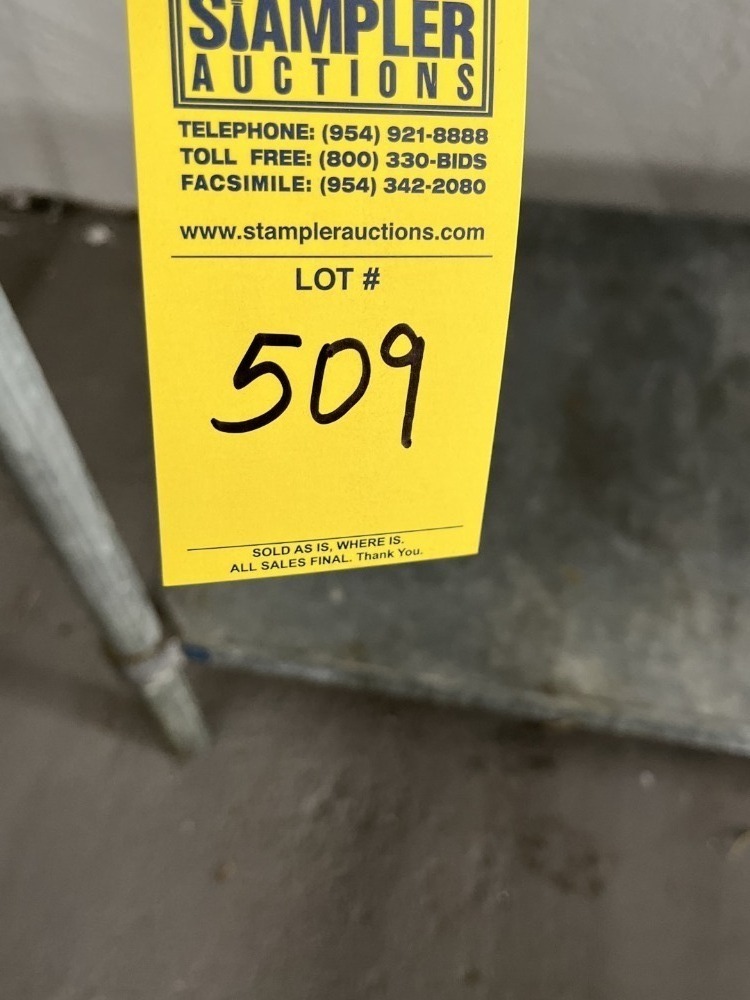 STAMPLER
AUCTIONS
TELEPHONE: (954) 921-8888
TOLL FREE: (800) 330-BIDS
FACSIMILE: (954) 342-2080
www.stamplerauctions.com
LOT #
509
SOLD AS IS, WHERE IS.
ALL SALES FINAL. Thank You.